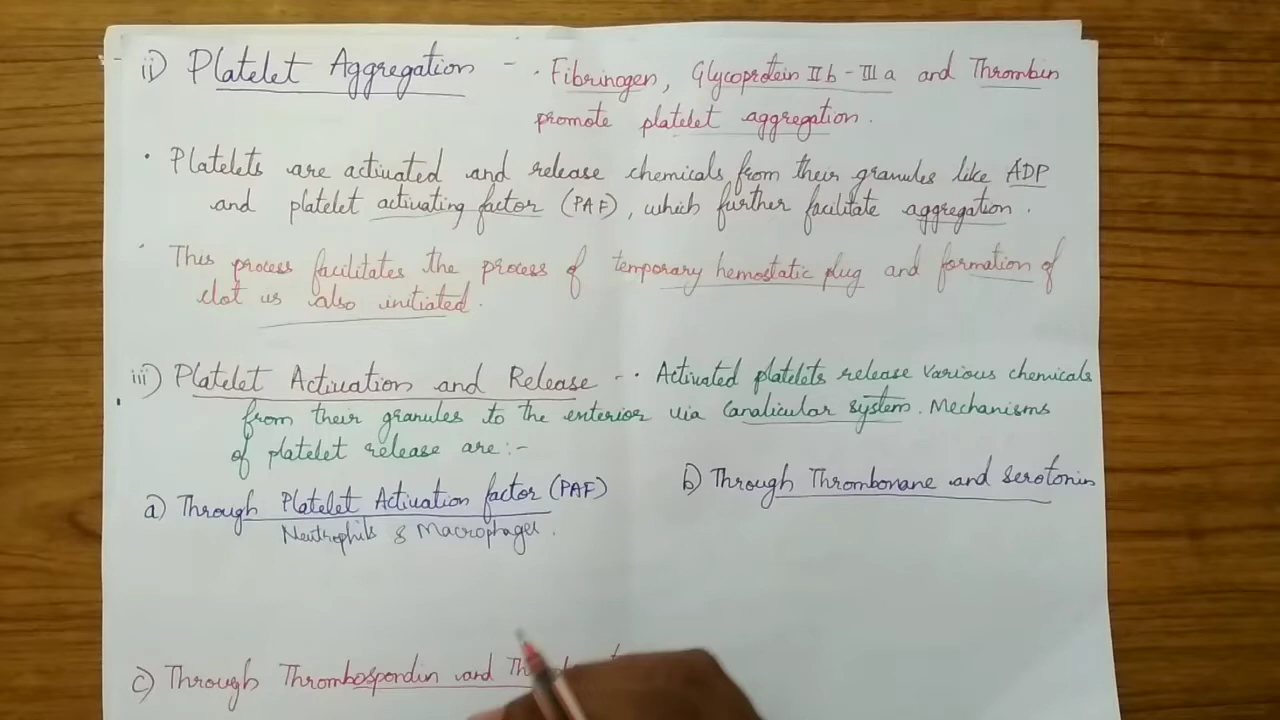 ii) Platelet Aggregation - · Fibringen, Glycoprotein IIb - IIIa and Thrombin
promote platelet aggregation.
· Platelets are activated and release chemicals from their granules like ADP
and platelet activating factor (PAF), which further facilitate aggregation.
· This process facilitates the process of temporary hemostatic plug and formation of
clot is also initiated.
iii) Platelet Activation and Release - · Activated platelets release various chemicals
from their granules to the exterior via Canalicular system. Mechanisms
of platelet release are:-
a) Through Platelet Activation factor (PAF)
Neutrophils & Macrophages.
b) Through Thromboxane and Serotonin
c) Through Thrombospondin and